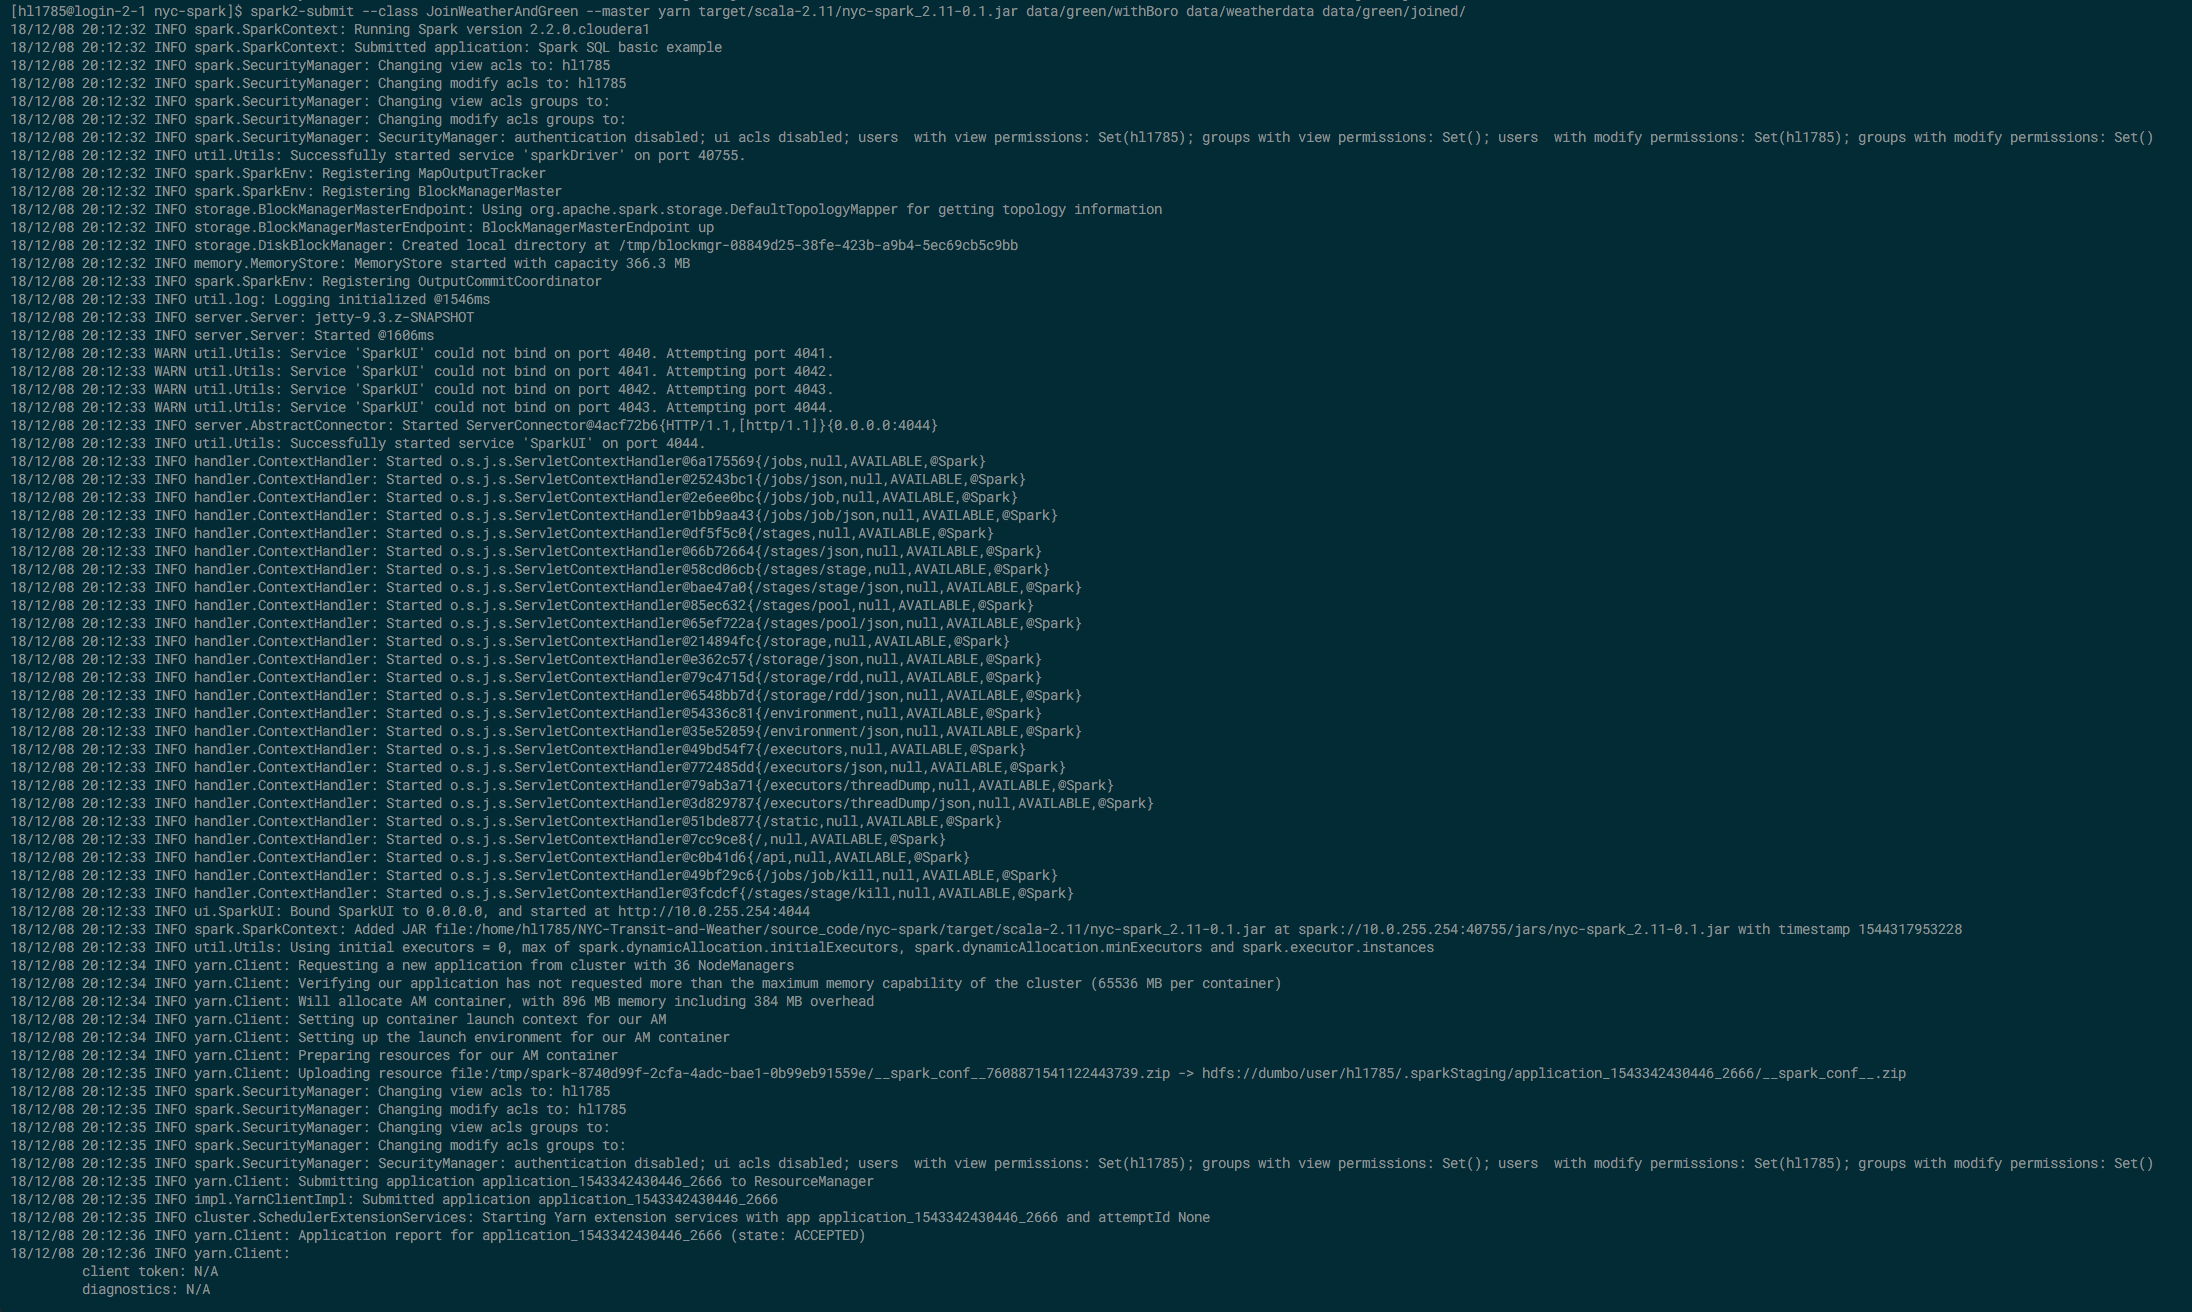 [hl1785@login-2-1 nyc-spark]$ spark2-submit --class JoinWeatherAndGreen --master yarn target/scala-2.11/nyc-spark_2.11-0.1.jar data/green/withBoro data/weatherdata data/green/joined/
18/12/08 20:12:32 INFO spark.SparkContext: Running Spark version 2.2.0.cloudera1
18/12/08 20:12:32 INFO spark.SparkContext: Submitted application: Spark SQL basic example
18/12/08 20:12:32 INFO spark.SecurityManager: Changing view acls to: hl1785
18/12/08 20:12:32 INFO spark.SecurityManager: Changing modify acls to: hl1785
18/12/08 20:12:32 INFO spark.SecurityManager: Changing view acls groups to:
18/12/08 20:12:32 INFO spark.SecurityManager: Changing modify acls groups to:
18/12/08 20:12:32 INFO spark.SecurityManager: SecurityManager: authentication disabled; ui acls disabled; users  with view permissions: Set(hl1785); groups with view permissions: Set(); users  with modify permissions: Set(hl1785); groups with modify permissions: Set()
18/12/08 20:12:32 INFO util.Utils: Successfully started service 'sparkDriver' on port 40755.
18/12/08 20:12:32 INFO spark.SparkEnv: Registering MapOutputTracker
18/12/08 20:12:32 INFO spark.SparkEnv: Registering BlockManagerMaster
18/12/08 20:12:32 INFO storage.BlockManagerMasterEndpoint: Using org.apache.spark.storage.DefaultTopologyMapper for getting topology information
18/12/08 20:12:32 INFO storage.BlockManagerMasterEndpoint: BlockManagerMasterEndpoint up
18/12/08 20:12:32 INFO storage.DiskBlockManager: Created local directory at /tmp/blockmgr-08849d25-38fe-423b-a9b4-5ec69cb5c9bb
18/12/08 20:12:32 INFO memory.MemoryStore: MemoryStore started with capacity 366.3 MB
18/12/08 20:12:33 INFO spark.SparkEnv: Registering OutputCommitCoordinator
18/12/08 20:12:33 INFO util.log: Logging initialized @1546ms
18/12/08 20:12:33 INFO server.Server: jetty-9.3.z-SNAPSHOT
18/12/08 20:12:33 INFO server.Server: Started @1606ms
18/12/08 20:12:33 WARN util.Utils: Service 'SparkUI' could not bind on port 4040. Attempting port 4041.
18/12/08 20:12:33 WARN util.Utils: Service 'SparkUI' could not bind on port 4041. Attempting port 4042.
18/12/08 20:12:33 WARN util.Utils: Service 'SparkUI' could not bind on port 4042. Attempting port 4043.
18/12/08 20:12:33 WARN util.Utils: Service 'SparkUI' could not bind on port 4043. Attempting port 4044.
18/12/08 20:12:33 INFO server.AbstractConnector: Started ServerConnector@4acf72b6{HTTP/1.1,[http/1.1]}{0.0.0.0:4044}
18/12/08 20:12:33 INFO util.Utils: Successfully started service 'SparkUI' on port 4044.
18/12/08 20:12:33 INFO handler.ContextHandler: Started o.s.j.s.ServletContextHandler@6a175569{/jobs,null,AVAILABLE,@Spark}
18/12/08 20:12:33 INFO handler.ContextHandler: Started o.s.j.s.ServletContextHandler@25243bc1{/jobs/json,null,AVAILABLE,@Spark}
18/12/08 20:12:33 INFO handler.ContextHandler: Started o.s.j.s.ServletContextHandler@2e6ee0bc{/jobs/job,null,AVAILABLE,@Spark}
18/12/08 20:12:33 INFO handler.ContextHandler: Started o.s.j.s.ServletContextHandler@1bb9aa43{/jobs/job/json,null,AVAILABLE,@Spark}
18/12/08 20:12:33 INFO handler.ContextHandler: Started o.s.j.s.ServletContextHandler@df5f5c0{/stages,null,AVAILABLE,@Spark}
18/12/08 20:12:33 INFO handler.ContextHandler: Started o.s.j.s.ServletContextHandler@66b72664{/stages/json,null,AVAILABLE,@Spark}
18/12/08 20:12:33 INFO handler.ContextHandler: Started o.s.j.s.ServletContextHandler@58cd06cb{/stages/stage,null,AVAILABLE,@Spark}
18/12/08 20:12:33 INFO handler.ContextHandler: Started o.s.j.s.ServletContextHandler@bae47a0{/stages/stage/json,null,AVAILABLE,@Spark}
18/12/08 20:12:33 INFO handler.ContextHandler: Started o.s.j.s.ServletContextHandler@85ec632{/stages/pool,null,AVAILABLE,@Spark}
18/12/08 20:12:33 INFO handler.ContextHandler: Started o.s.j.s.ServletContextHandler@65ef722a{/stages/pool/json,null,AVAILABLE,@Spark}
18/12/08 20:12:33 INFO handler.ContextHandler: Started o.s.j.s.ServletContextHandler@214894fc{/storage,null,AVAILABLE,@Spark}
18/12/08 20:12:33 INFO handler.ContextHandler: Started o.s.j.s.ServletContextHandler@e362c57{/storage/json,null,AVAILABLE,@Spark}
18/12/08 20:12:33 INFO handler.ContextHandler: Started o.s.j.s.ServletContextHandler@79c4715d{/storage/rdd,null,AVAILABLE,@Spark}
18/12/08 20:12:33 INFO handler.ContextHandler: Started o.s.j.s.ServletContextHandler@6548bb7d{/storage/rdd/json,null,AVAILABLE,@Spark}
18/12/08 20:12:33 INFO handler.ContextHandler: Started o.s.j.s.ServletContextHandler@54336c81{/environment,null,AVAILABLE,@Spark}
18/12/08 20:12:33 INFO handler.ContextHandler: Started o.s.j.s.ServletContextHandler@35e52059{/environment/json,null,AVAILABLE,@Spark}
18/12/08 20:12:33 INFO handler.ContextHandler: Started o.s.j.s.ServletContextHandler@49bd54f7{/executors,null,AVAILABLE,@Spark}
18/12/08 20:12:33 INFO handler.ContextHandler: Started o.s.j.s.ServletContextHandler@772485dd{/executors/json,null,AVAILABLE,@Spark}
18/12/08 20:12:33 INFO handler.ContextHandler: Started o.s.j.s.ServletContextHandler@79ab3a71{/executors/threadDump,null,AVAILABLE,@Spark}
18/12/08 20:12:33 INFO handler.ContextHandler: Started o.s.j.s.ServletContextHandler@3d829787{/executors/threadDump/json,null,AVAILABLE,@Spark}
18/12/08 20:12:33 INFO handler.ContextHandler: Started o.s.j.s.ServletContextHandler@51bde877{/static,null,AVAILABLE,@Spark}
18/12/08 20:12:33 INFO handler.ContextHandler: Started o.s.j.s.ServletContextHandler@7cc9ce8{/,null,AVAILABLE,@Spark}
18/12/08 20:12:33 INFO handler.ContextHandler: Started o.s.j.s.ServletContextHandler@c0b41d6{/api,null,AVAILABLE,@Spark}
18/12/08 20:12:33 INFO handler.ContextHandler: Started o.s.j.s.ServletContextHandler@49bf29c6{/jobs/job/kill,null,AVAILABLE,@Spark}
18/12/08 20:12:33 INFO handler.ContextHandler: Started o.s.j.s.ServletContextHandler@3fcdcf{/stages/stage/kill,null,AVAILABLE,@Spark}
18/12/08 20:12:33 INFO ui.SparkUI: Bound SparkUI to 0.0.0.0, and started at http://10.0.255.254:4044
18/12/08 20:12:33 INFO spark.SparkContext: Added JAR file:/home/hl1785/NYC-Transit-and-Weather/source_code/nyc-spark/target/scala-2.11/nyc-spark_2.11-0.1.jar at spark://10.0.255.254:40755/jars/nyc-spark_2.11-0.1.jar with timestamp 1544317953228
18/12/08 20:12:33 INFO util.Utils: Using initial executors = 0, max of spark.dynamicAllocation.initialExecutors, spark.dynamicAllocation.minExecutors and spark.executor.instances
18/12/08 20:12:34 INFO yarn.Client: Requesting a new application from cluster with 36 NodeManagers
18/12/08 20:12:34 INFO yarn.Client: Verifying our application has not requested more than the maximum memory capability of the cluster (65536 MB per container)
18/12/08 20:12:34 INFO yarn.Client: Will allocate AM container, with 896 MB memory including 384 MB overhead
18/12/08 20:12:34 INFO yarn.Client: Setting up container launch context for our AM
18/12/08 20:12:34 INFO yarn.Client: Setting up the launch environment for our AM container
18/12/08 20:12:34 INFO yarn.Client: Preparing resources for our AM container
18/12/08 20:12:35 INFO yarn.Client: Uploading resource file:/tmp/spark-8740d99f-2cfa-4adc-bae1-0b99eb91559e/__spark_conf__7608871541122443739.zip -> hdfs://dumbo/user/hl1785/.sparkStaging/application_1543342430446_2666/__spark_conf__.zip
18/12/08 20:12:35 INFO spark.SecurityManager: Changing view acls to: hl1785
18/12/08 20:12:35 INFO spark.SecurityManager: Changing modify acls to: hl1785
18/12/08 20:12:35 INFO spark.SecurityManager: Changing view acls groups to:
18/12/08 20:12:35 INFO spark.SecurityManager: Changing modify acls groups to:
18/12/08 20:12:35 INFO spark.SecurityManager: SecurityManager: authentication disabled; ui acls disabled; users  with view permissions: Set(hl1785); groups with view permissions: Set(); users  with modify permissions: Set(hl1785); groups with modify permissions: Set()
18/12/08 20:12:35 INFO yarn.Client: Submitting application application_1543342430446_2666 to ResourceManager
18/12/08 20:12:35 INFO impl.YarnClientImpl: Submitted application application_1543342430446_2666
18/12/08 20:12:35 INFO cluster.SchedulerExtensionServices: Starting Yarn extension services with app application_1543342430446_2666 and attemptId None
18/12/08 20:12:36 INFO yarn.Client: Application report for application_1543342430446_2666 (state: ACCEPTED)
18/12/08 20:12:36 INFO yarn.Client:
client token: N/A
diagnostics: N/A